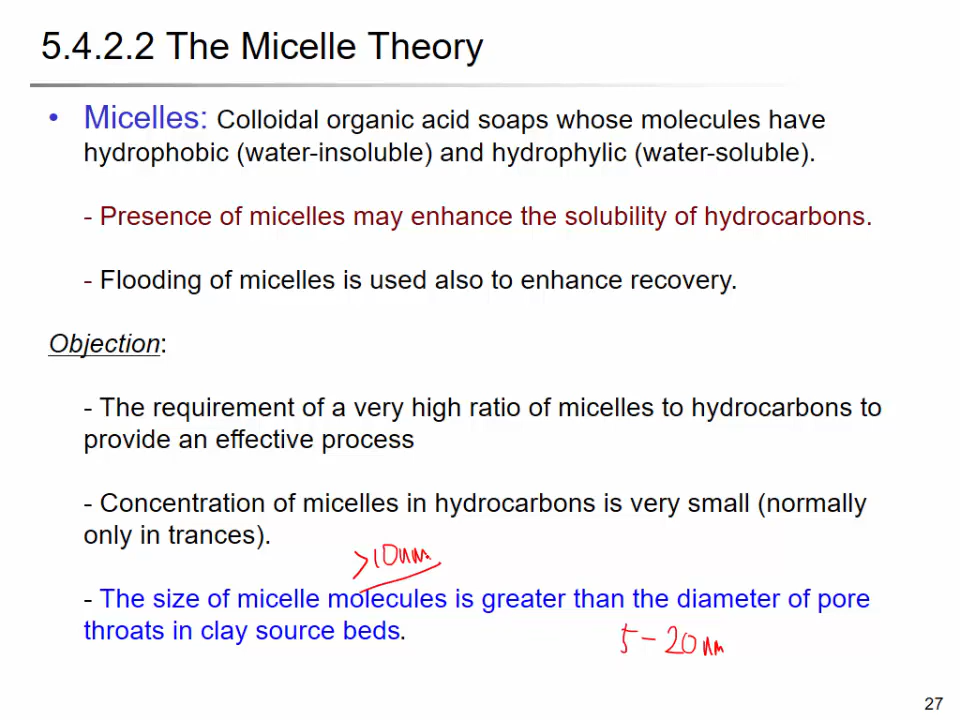 5.4.2.2 The Micelle Theory
• Micelles: Colloidal organic acid soaps whose molecules have
hydrophobic (water-insoluble) and hydrophylic (water-soluble).
- Presence of micelles may enhance the solubility of hydrocarbons.
- Flooding of micelles is used also to enhance recovery.
Objection:
- The requirement of a very high ratio of micelles to hydrocarbons to
provide an effective process
- Concentration of micelles in hydrocarbons is very small (normally
only in trances).
>10nm
- The size of micelle molecules is greater than the diameter of pore
throats in clay source beds.
5-20nm
27